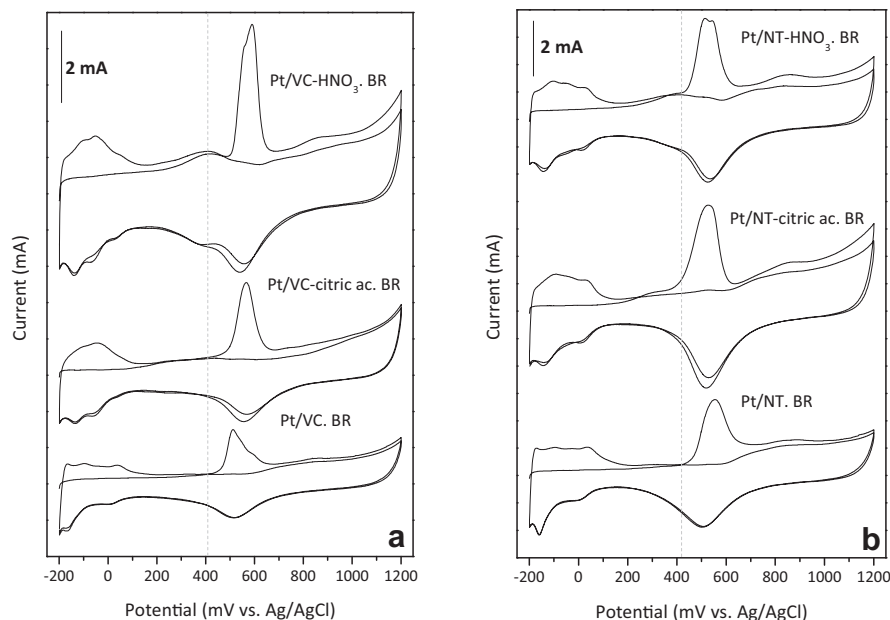 2 mA
Pt/VC-HNO3. BR
Pt/VC-citric ac. BR
Pt/VC. BR
a
Current (mA)
-200 0 200 400 600 800 1000 1200
Potential (mV vs. Ag/AgCl)
2 mA
Pt/NT-HNO3. BR
Pt/NT-citric ac. BR
Pt/NT. BR
b
Current (mA)
-200 0 200 400 600 800 1000 1200
Potential (mV vs. Ag/AgCl)